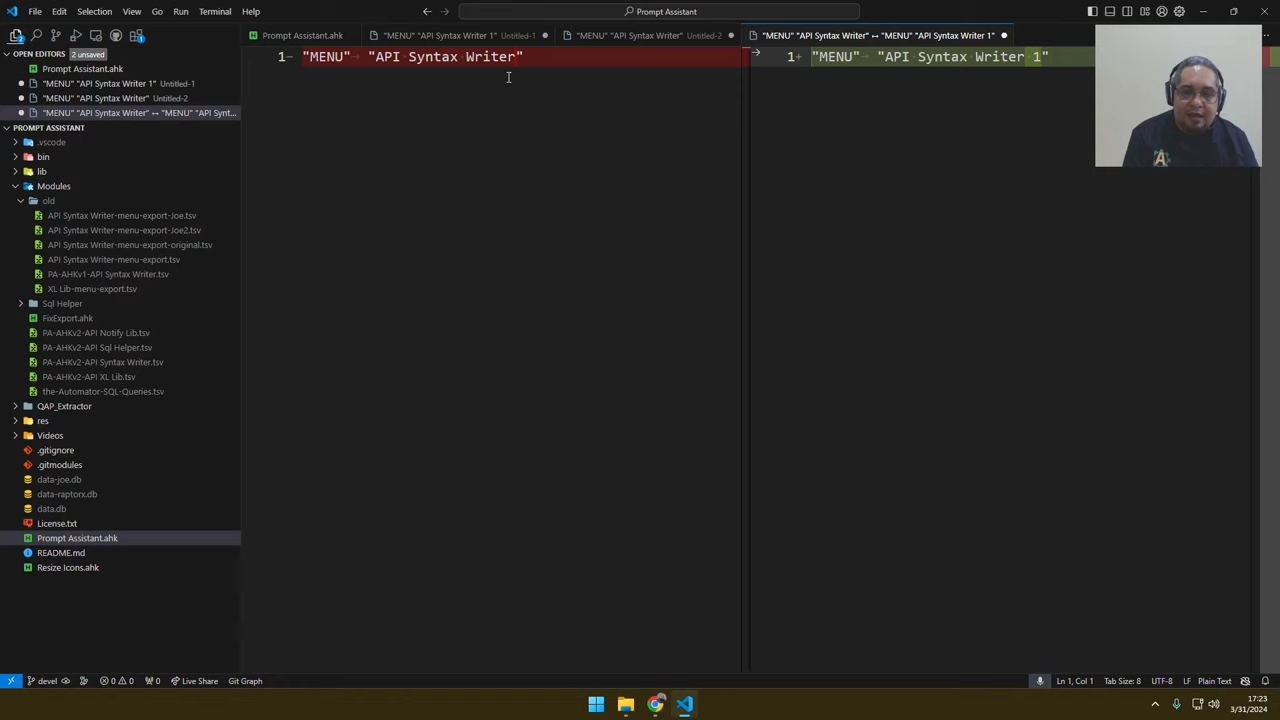 File Edit Selection View Go Run Terminal Help
Prompt Assistant
OPEN EDITORS 2 unsaved
Prompt Assistant.ahk
"MENU" "API Syntax Writer 1" Untitled-1
"MENU" "API Syntax Writer" Untitled-2
"MENU" "API Syntax Writer" ↔ "MENU" "API Synt...
PROMPT ASSISTANT
.vscode
bin
lib
Modules
old
API Syntax Writer-menu-export-Joe.tsv
API Syntax Writer-menu-export-Joe2.tsv
API Syntax Writer-menu-export-original.tsv
API Syntax Writer-menu-export.tsv
PA-AHKv1-API Syntax Writer.tsv
XL Lib-menu-export.tsv
Sql Helper
FixExport.ahk
PA-AHKv2-API Notify Lib.tsv
PA-AHKv2-API Sql Helper.tsv
PA-AHKv2-API Syntax Writer.tsv
PA-AHKv2-API XL Lib.tsv
the-Automator-SQL-Queries.tsv
QAP_Extractor
res
Videos
.gitignore
.gitmodules
data-joe.db
data-raptorx.db
data.db
License.txt
Prompt Assistant.ahk
README.md
Resize Icons.ahk
Prompt Assistant.ahk
"MENU" "API Syntax Writer 1" Untitled-1
"MENU" "API Syntax Writer" Untitled-2
"MENU" "API Syntax Writer" ↔ "MENU" "API Syntax Writer 1"
1- "MENU"→ "API·Syntax·Writer"
1+ "MENU"→ "API·Syntax·Writer·1"
A
devel 0 0 0 Live Share Git Graph
Ln 1, Col 1 Tab Size: 8 UTF-8 LF Plain Text
17:23
3/31/2024